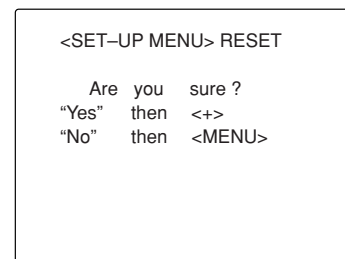 <SET–UP MENU> RESET
Are you sure ?
“Yes” then <+>
“No” then <MENU>